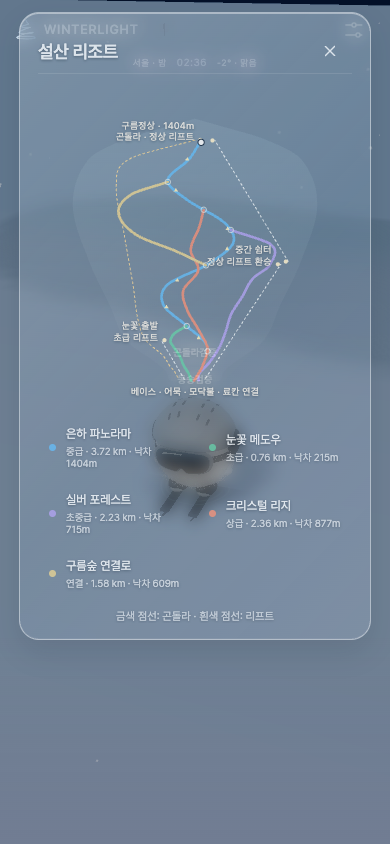 WINTERLIGHT
설산 리조트
서울 · 밤 02:36 -2° · 맑음
구름정상 · 1404m
곤돌라 · 정상 리프트
중간 쉼터
정상 리프트 환승
눈꽃 출발
초급 리프트
베이스 · 어묵 · 모닥불 · 료칸 연결
은하 파노라마
중급 · 3.72 km · 낙차
1404m
눈꽃 메도우
초급 · 0.76 km · 낙차 215m
실버 포레스트
초중급 · 2.23 km · 낙차
715m
크리스털 리지
상급 · 2.36 km · 낙차 877m
구름숲 연결로
연결 · 1.58 km · 낙차 609m
금색 점선: 곤돌라 · 흰색 점선: 리프트